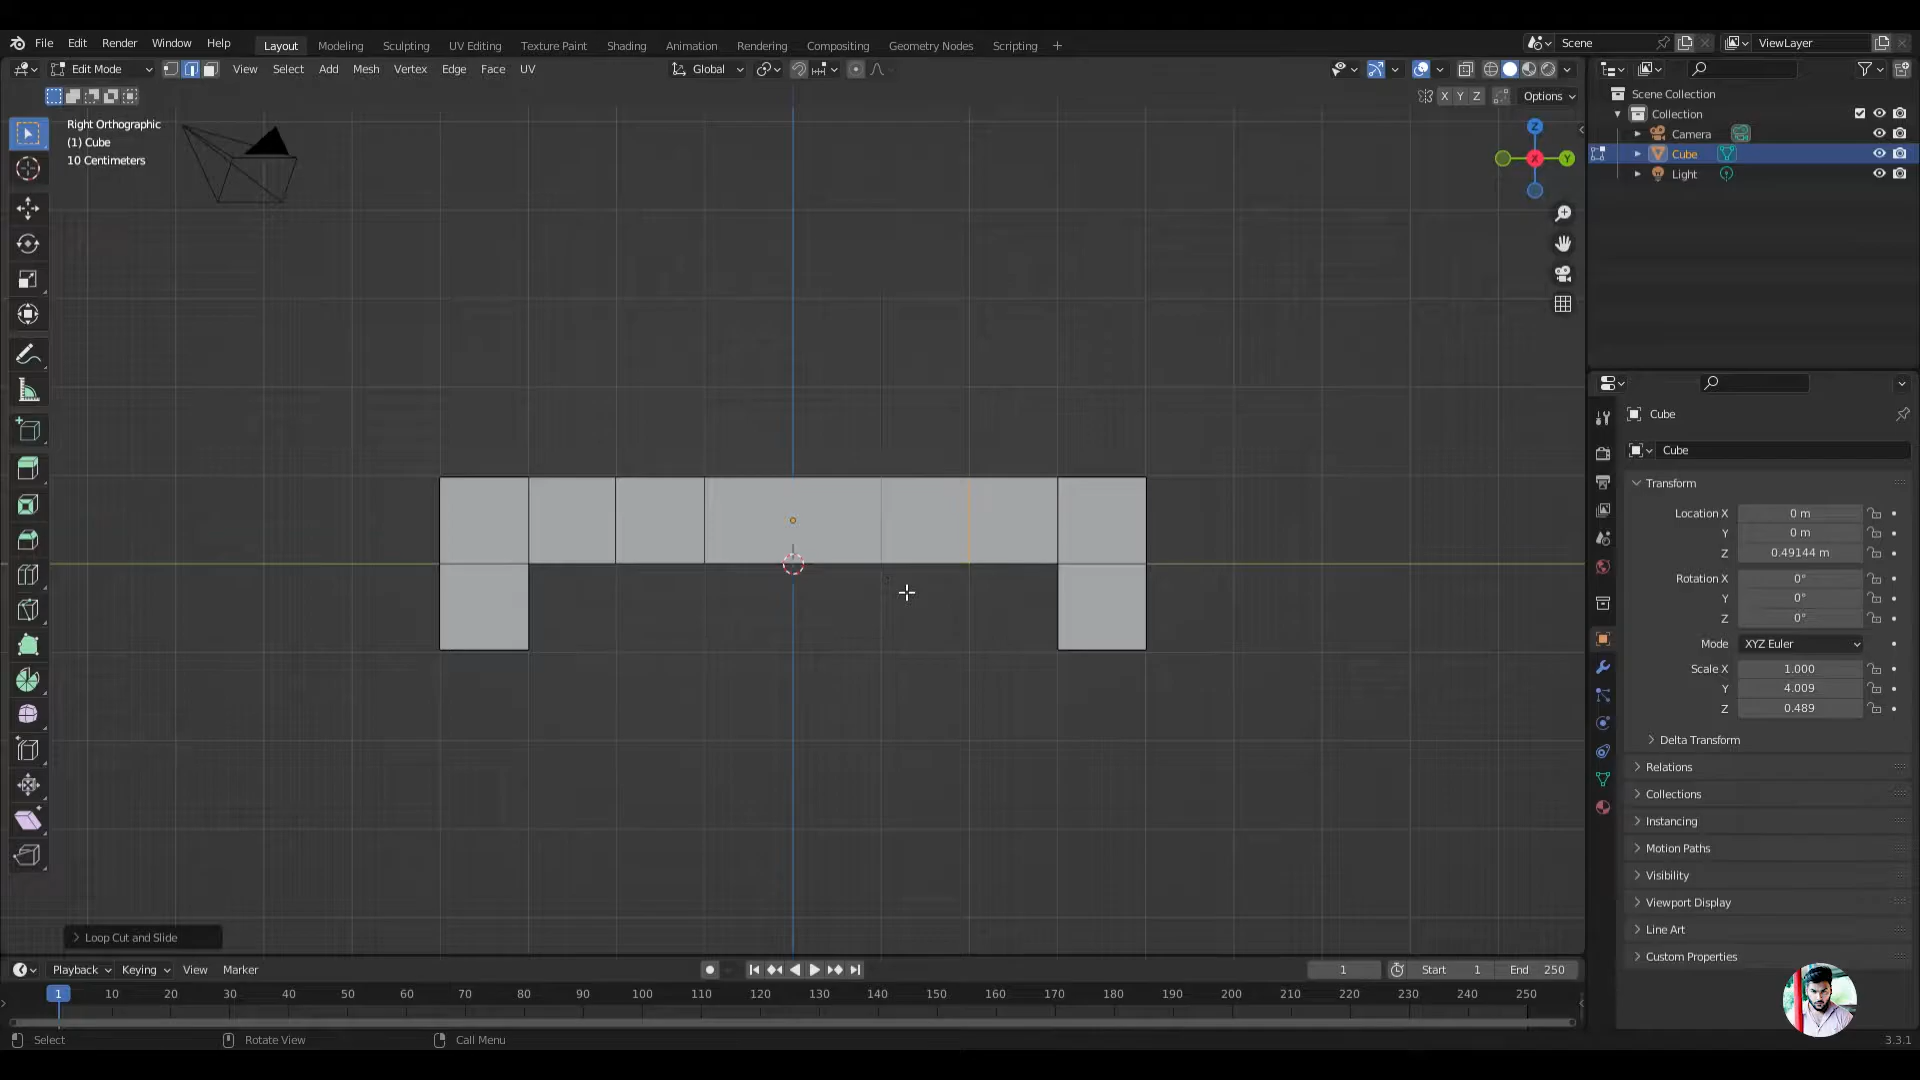 File Edit Render Window Help Layout Modeling Sculpting UV Editing Texture Paint Shading Animation Rendering Compositing Geometry Nodes Scripting + Scene ViewLayer
Edit Mode View Select Add Mesh Vertex Edge Face UV Global
X Y Z Options
Right Orthographic
(1) Cube
10 Centimeters
Z
X
Y
Scene Collection
Collection
Camera
Cube
Light
Cube
Cube
Transform
Location X 0 m
Y 0 m
Z 0.49144 m
Rotation X 0°
Y 0°
Z 0°
Mode XYZ Euler
Scale X 1.000
Y 4.009
Z 0.489
Delta Transform
Relations
Collections
Instancing
Motion Paths
Visibility
Viewport Display
Line Art
Custom Properties
Loop Cut and Slide
Playback Keying View Marker 1 Start 1 End 250
1 10 20 30 40 50 60 70 80 90 100 110 120 130 140 150 160 170 180 190 200 210 220 230 240 250
Select Rotate View Call Menu 3.3.1